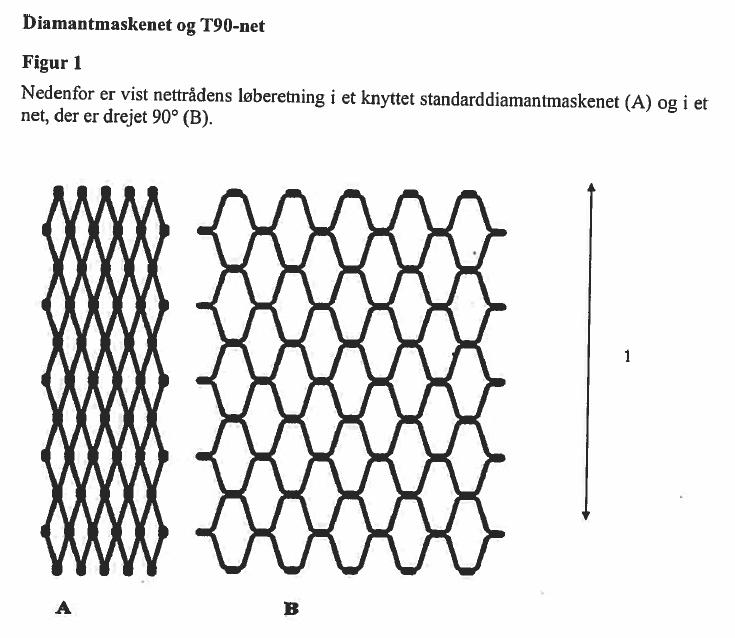 Diamantmaskenet og T90-net
Figur 1
Nedenfor er vist nettrådens løberetning i et knyttet standarddiamantmaskenet (A) og i et
net, der er drejet 90° (B).
1
A B